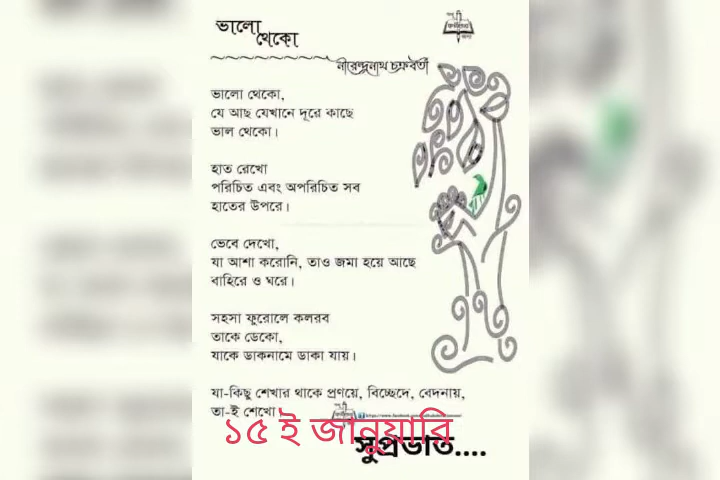 ভালো
থেকো
নীরেন্দ্রনাথ চক্রবর্তী
ভালো থেকো,
যে আছ যেখানে দূরে কাছে
ভাল থেকো।
হাত রেখো
পরিচিত এবং অপরিচিত সব
হাতের উপরে।
ভেবে দেখো,
যা আশা করোনি, তাও জমা হয়ে আছে
বাহিরে ও ঘরে।
সহসা ফুরোলে কলরব
তাকে ডেকো,
যাকে ডাকনামে ডাকা যায়।
যা-কিছু শেখার থাকে প্রণয়ে, বিচ্ছেদে, বেদনায়,
তা-ই শেখো।
১৫ ই জানুয়ারি
সুপ্রভাত....